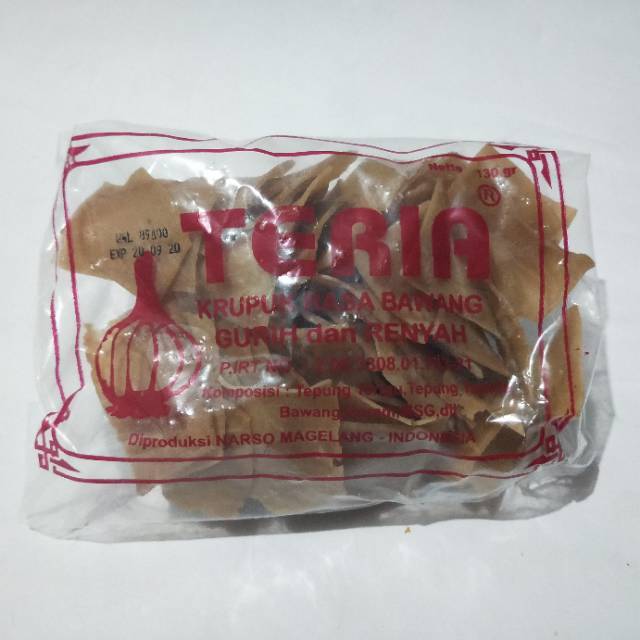 Netto 130 gr
EXP 20 09 20
TERIA ®
KRUPUK RASA BAWANG
GURIH dan RENYAH
P.IRT
Komposisi : Tepung Tepung
Bawang
Diproduksi NARSO MAGELANG - INDONESIA